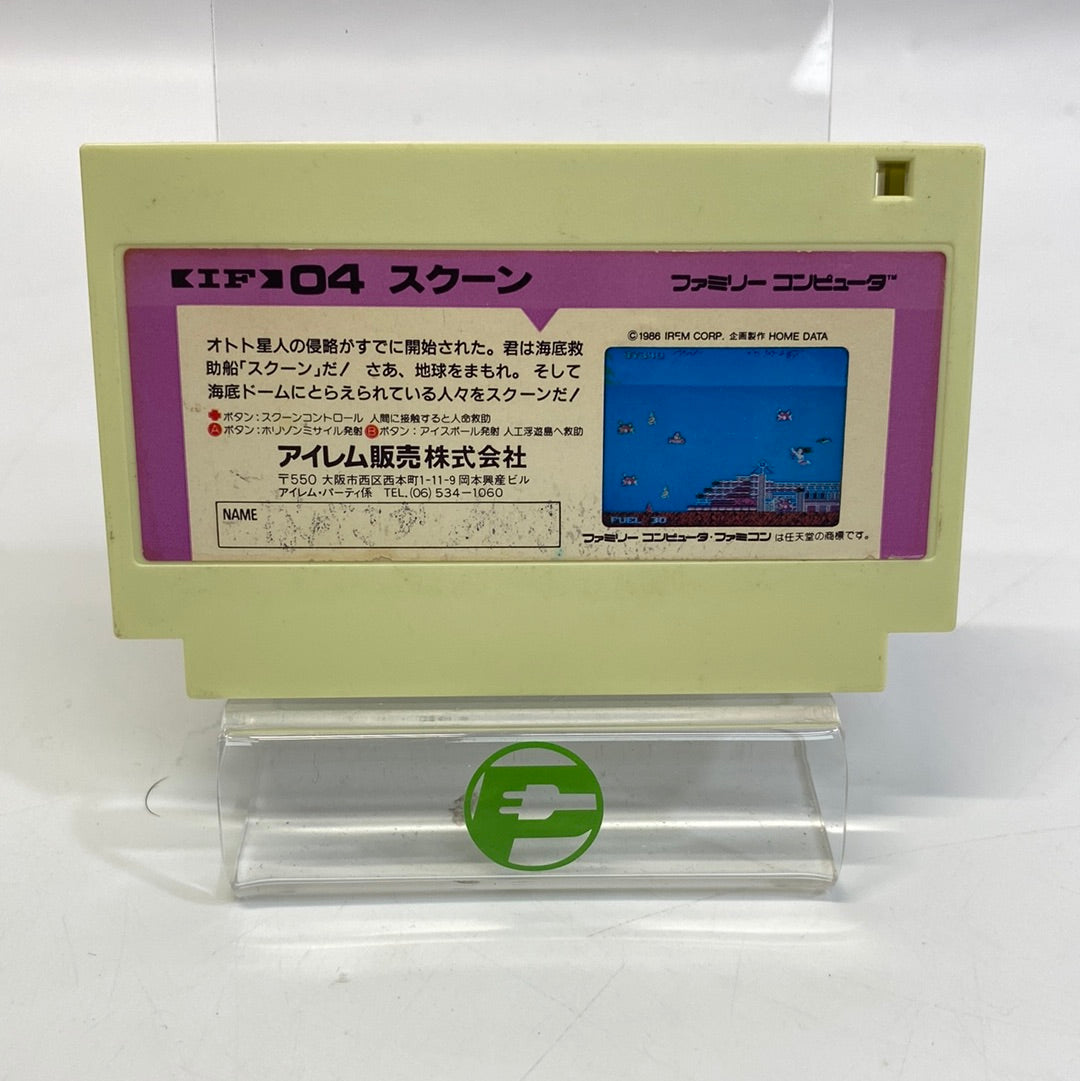 IF 04 スクーン
ファミリー コンピュータ™
オトト星人の侵略がすでに開始された。君は海底救
助船「スクーン」だ! さあ、地球をまもれ。そして
海底ドームにとらえられている人々をスクーンだ!
ボタン:スクーンコントロール 人間に接触すると人命救助
Aボタン:ホリゾンミサイル発射 Bボタン:アイスボール発射 人工浮遊島へ救助
アイレム販売株式会社
〒550 大阪市西区西本町1-11-9 岡本興産ビル
アイレム・パーティ係 TEL.(06)534-1060
NAME
©1986 IREM CORP. 企画製作 HOME DATA
FUEL 30
ファミリー コンピュータ・ファミコン は任天堂の商標です。